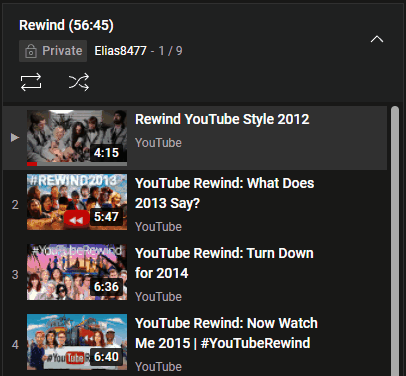 Rewind (56:45)
Private Elias8477 - 1 / 9
Rewind YouTube Style 2012
YouTube
4:15
2
#REWIND2013
5:47
YouTube Rewind: What Does
2013 Say?
YouTube
3
#YouTubeRewind
6:36
YouTube Rewind: Turn Down
for 2014
YouTube
4
#YouTubeRewind
6:40
YouTube Rewind: Now Watch
Me 2015 | #YouTubeRewind
YouTube